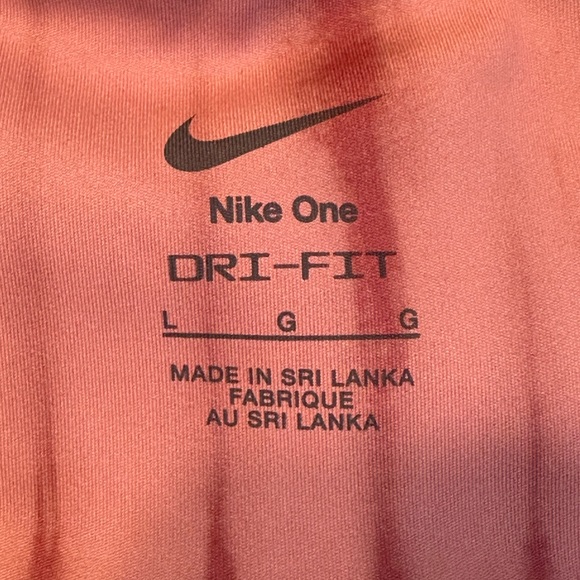 Nike One
DRI-FIT
L G G
MADE IN SRI LANKA
FABRIQUE
AU SRI LANKA